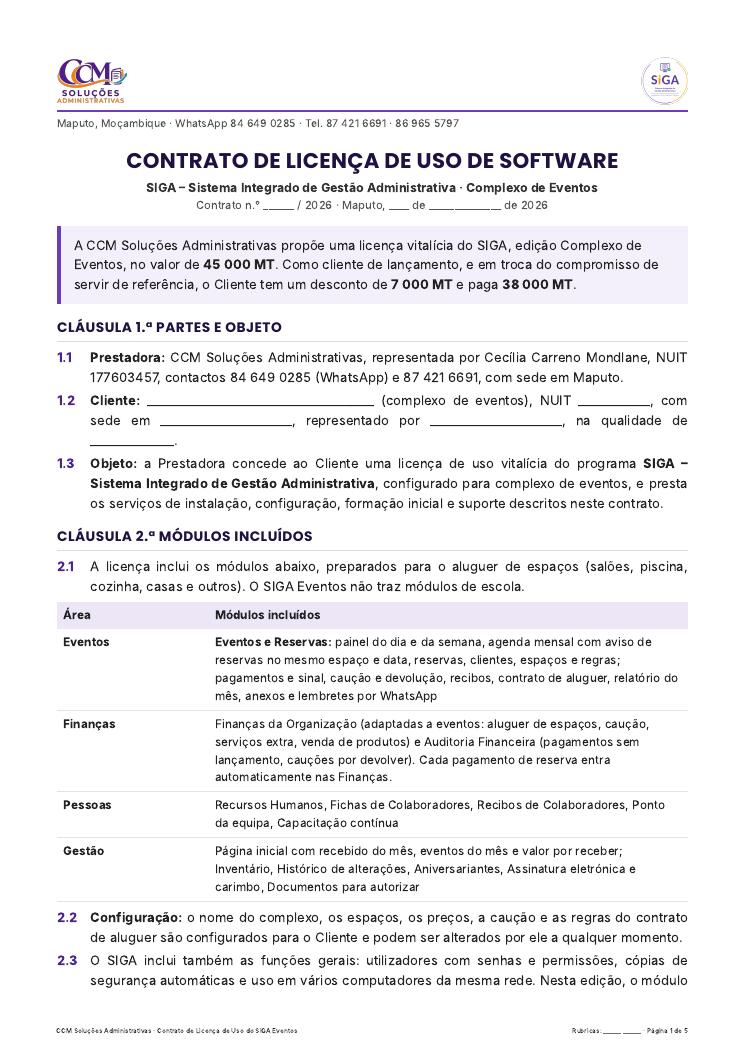 CCM
SOLUÇÕES
ADMINISTRATIVAS
SiGA
Maputo, Moçambique · WhatsApp 84 649 0285 · Tel. 87 421 6691 · 86 965 5797
CONTRATO DE LICENÇA DE USO DE SOFTWARE
SIGA – Sistema Integrado de Gestão Administrativa · Complexo de Eventos
Contrato n.º ______ / 2026 · Maputo, ____ de ______________ de 2026
A CCM Soluções Administrativas propõe uma licença vitalícia do SIGA, edição Complexo de
Eventos, no valor de 45 000 MT. Como cliente de lançamento, e em troca do compromisso de
servir de referência, o Cliente tem um desconto de 7 000 MT e paga 38 000 MT.
CLÁUSULA 1.ª PARTES E OBJETO
1.1 Prestadora: CCM Soluções Administrativas, representada por Cecília Carreno Mondlane, NUIT
177603457, contactos 84 649 0285 (WhatsApp) e 87 421 6691, com sede em Maputo.
1.2 Cliente: ______________________________ (complexo de eventos), NUIT __________, com
sede em __________________, representado por __________________, na qualidade de
____________.
1.3 Objeto: a Prestadora concede ao Cliente uma licença de uso vitalícia do programa SIGA –
Sistema Integrado de Gestão Administrativa, configurado para complexo de eventos, e presta
os serviços de instalação, configuração, formação inicial e suporte descritos neste contrato.
CLÁUSULA 2.ª MÓDULOS INCLUÍDOS
2.1 A licença inclui os módulos abaixo, preparados para o aluguer de espaços (salões, piscina,
cozinha, casas e outros). O SIGA Eventos não traz módulos de escola.
Área Módulos incluídos
Eventos Eventos e Reservas: painel do dia e da semana, agenda mensal com aviso de
reservas no mesmo espaço e data, reservas, clientes, espaços e regras;
pagamentos e sinal, caução e devolução, recibos, contrato de aluguer, relatório do
mês, anexos e lembretes por WhatsApp
Finanças Finanças da Organização (adaptadas a eventos: aluguer de espaços, caução,
serviços extra, venda de produtos) e Auditoria Financeira (pagamentos sem
lançamento, cauções por devolver). Cada pagamento de reserva entra
automaticamente nas Finanças.
Pessoas Recursos Humanos, Fichas de Colaboradores, Recibos de Colaboradores, Ponto
da equipa, Capacitação contínua
Gestão Página inicial com recebido do mês, eventos do mês e valor por receber;
Inventário, Histórico de alterações, Aniversariantes, Assinatura eletrónica e
carimbo, Documentos para autorizar
2.2 Configuração: o nome do complexo, os espaços, os preços, a caução e as regras do contrato
de aluguer são configurados para o Cliente e podem ser alterados por ele a qualquer momento.
2.3 O SIGA inclui também as funções gerais: utilizadores com senhas e permissões, cópias de
segurança automáticas e uso em vários computadores da mesma rede. Nesta edição, o módulo
CCM Soluções Administrativas · Contrato de Licença de Uso do SIGA Eventos
Rubricas: _____ _____ · Página 1 de 5